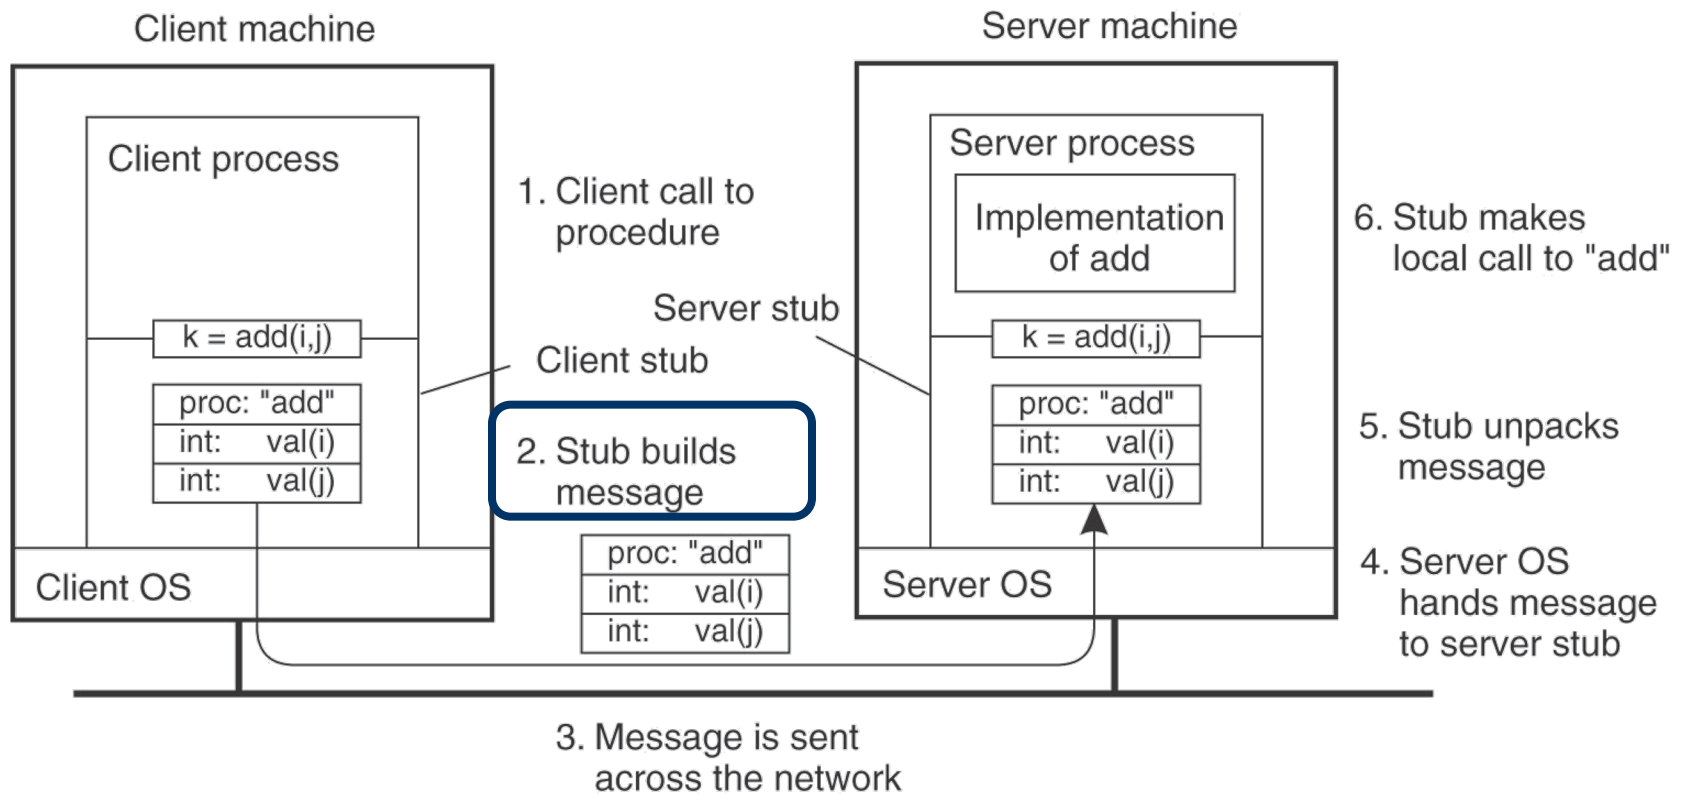 Client machine
Server machine
Client process
1. Client call to
procedure
Server process
Implementation
of add
6. Stub makes
local call to "add"
Server stub
k = add(i,j)
k = add(i,j)
Client stub
proc: "add"
int: val(i)
int: val(j)
2. Stub builds
message
proc: "add"
int: val(i)
int: val(j)
5. Stub unpacks
message
proc: "add"
int: val(i)
int: val(j)
Client OS
Server OS
4. Server OS
hands message
to server stub
3. Message is sent
across the network